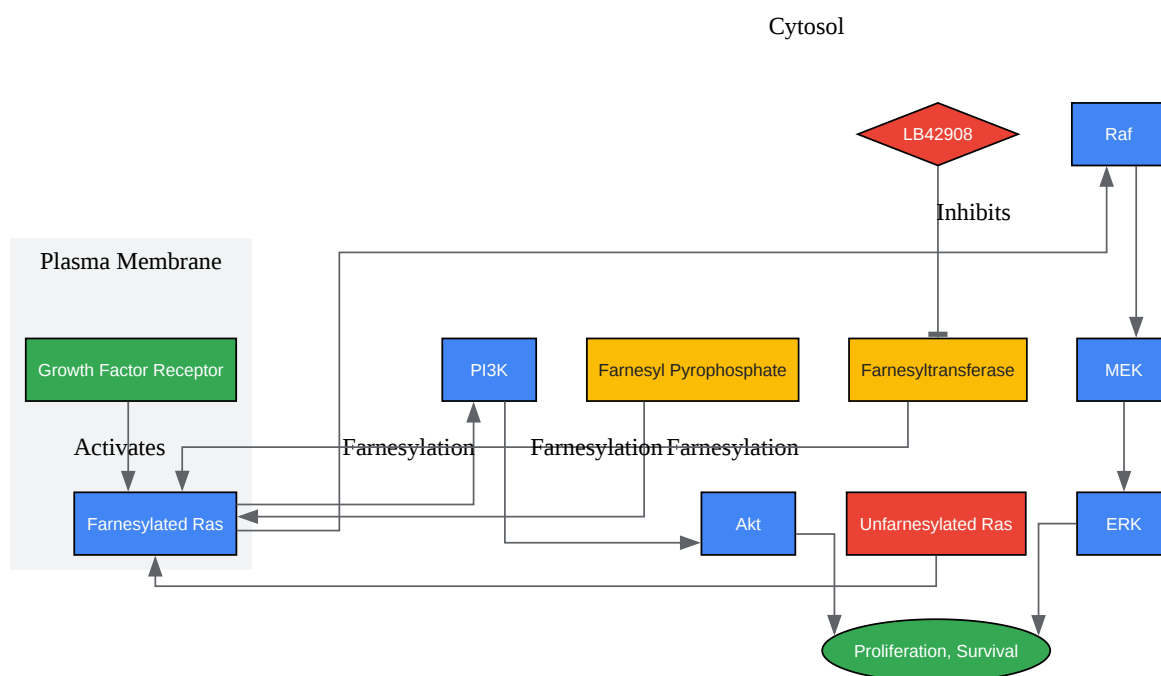 Cytosol
LB42908
Raf
Inhibits
Plasma Membrane
Growth Factor Receptor
PI3K
Farnesyl Pyrophosphate
Farnesyltransferase
MEK
Activates
Farnesylation
Farnesylation
Farnesylation
Farnesylated Ras
Akt
Unfarnesylated Ras
ERK
Proliferation, Survival